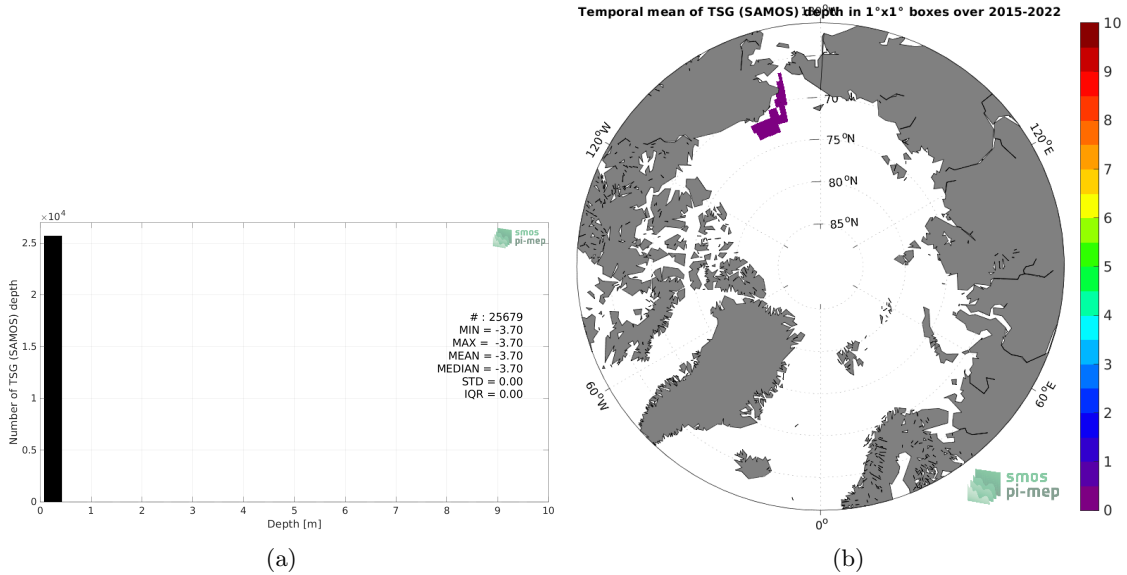 ×10⁴
2.5
2
1.5
1
0.5
0
Number of TSG (SAMOS) depth
smos
pi-mep
# : 25679
MIN = -3.70
MAX = -3.70
MEAN = -3.70
MEDIAN = -3.70
STD = 0.00
IQR = 0.00
0 1 2 3 4 5 6 7 8 9 10
Depth [m]
(a)
Temporal mean of TSG (SAMOS) depth in 1°x1° boxes over 2015-2022
120°W
120°E
60°W
60°E
0°
75°N
80°N
85°N
smos
pi-mep
10
9
8
7
6
5
4
3
2
1
0
(b)